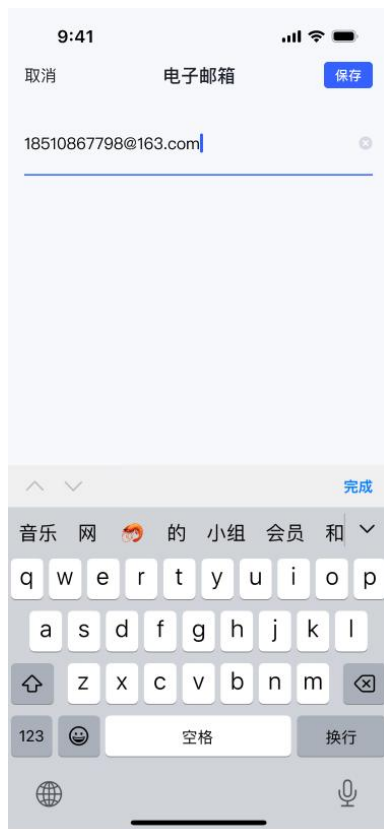 9:41
取消 电子邮箱 保存
18510867798@163.com
完成
音乐 网 🦐 的 小组 会员 和
q w e r t y u i o p
a s d f g h j k l
z x c v b n m
123 空格 换行